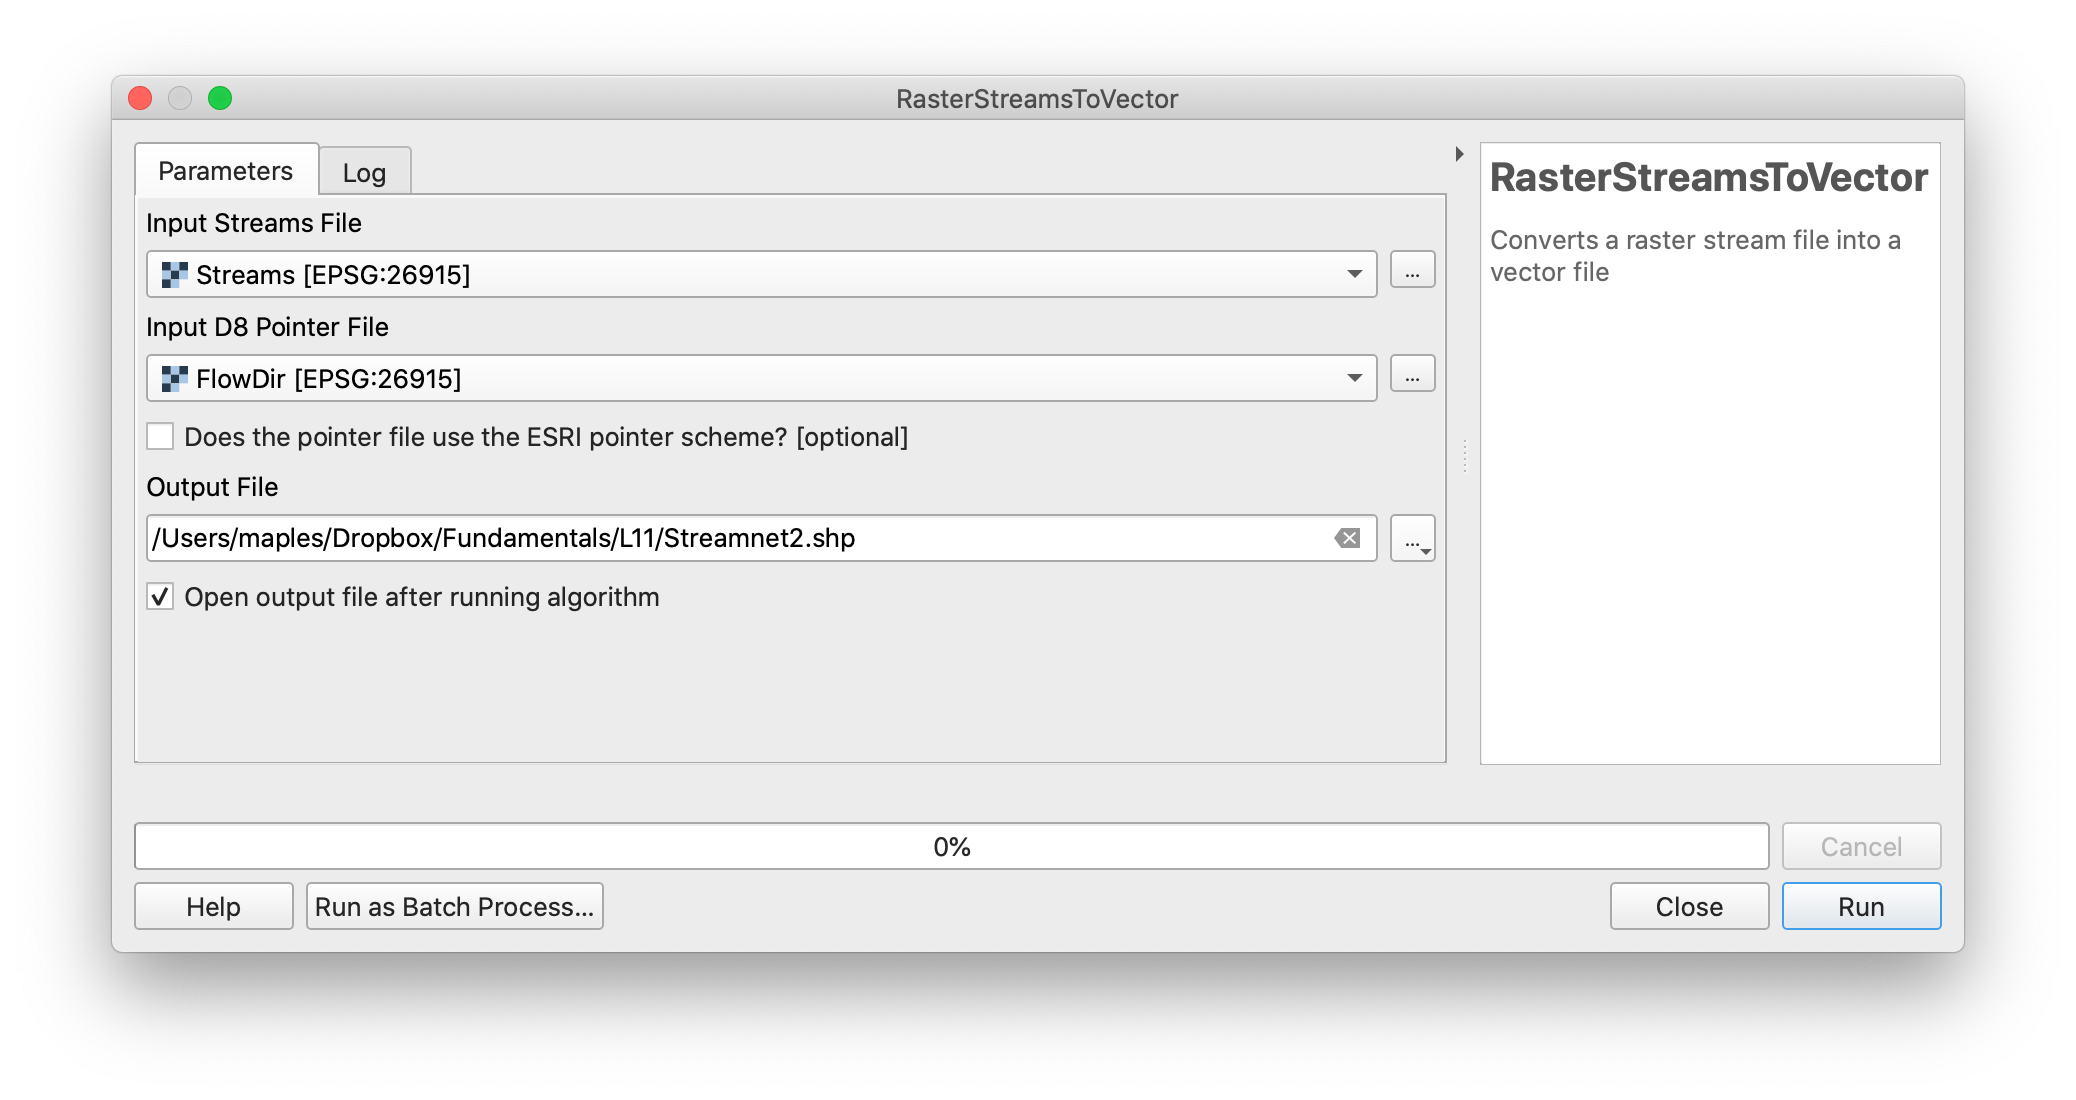 RasterStreamsToVector
Parameters
Log
Input Streams File
Streams [EPSG:26915]
...
Input D8 Pointer File
FlowDir [EPSG:26915]
...
Does the pointer file use the ESRI pointer scheme? [optional]
Output File
/Users/maples/Dropbox/Fundamentals/L11/Streamnet2.shp
...
Open output file after running algorithm
RasterStreamsToVector
Converts a raster stream file into a
vector file
0%
Cancel
Help
Run as Batch Process...
Close
Run